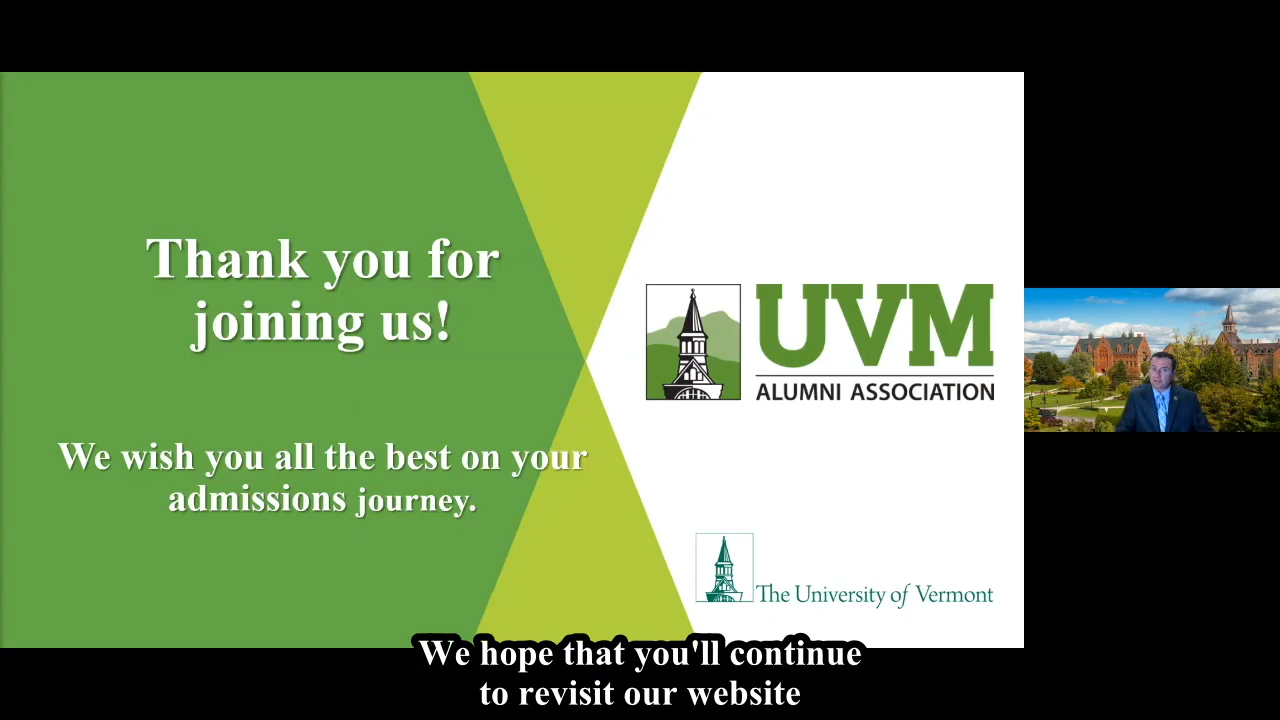 Thank you for
joining us!
We wish you all the best on your
admissions journey.
UVM
ALUMNI ASSOCIATION
The University of Vermont
We hope that you'll continue
to revisit our website